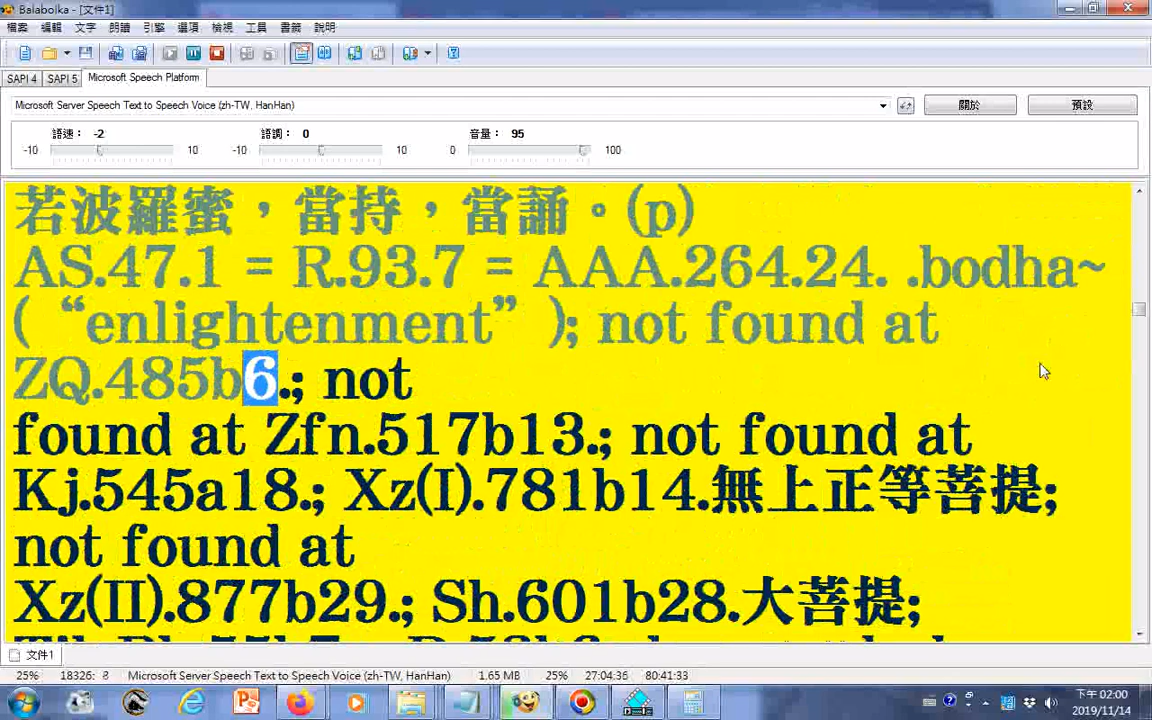 Balabolka - [文件1]
檔案 編輯 文字 朗讀 引擎 選項 檢視 工具 書籤 說明
SAPI 4 SAPI 5 Microsoft Speech Platform
Microsoft Server Speech Text to Speech Voice (zh-TW, HanHan) 關於 預設
語速： -2 語調： 0 音量： 95
-10 10 -10 10 0 100
若波羅蜜，當持，當誦。(p)
AS.47.1 = R.93.7 = AAA.264.24. .bodha~
(“enlightenment”); not found at
ZQ.485b6.; not
found at Zfn.517b13.; not found at
Kj.545a18.; Xz(I).781b14.無上正等菩提;
not found at
Xz(II).877b29.; Sh.601b28.大菩提;
文件1
25% 18326: 8 Microsoft Server Speech Text to Speech Voice (zh-TW, HanHan) 1.65 MB 25% 27:04:36 80:41:33
下午 02:00
2019/11/14